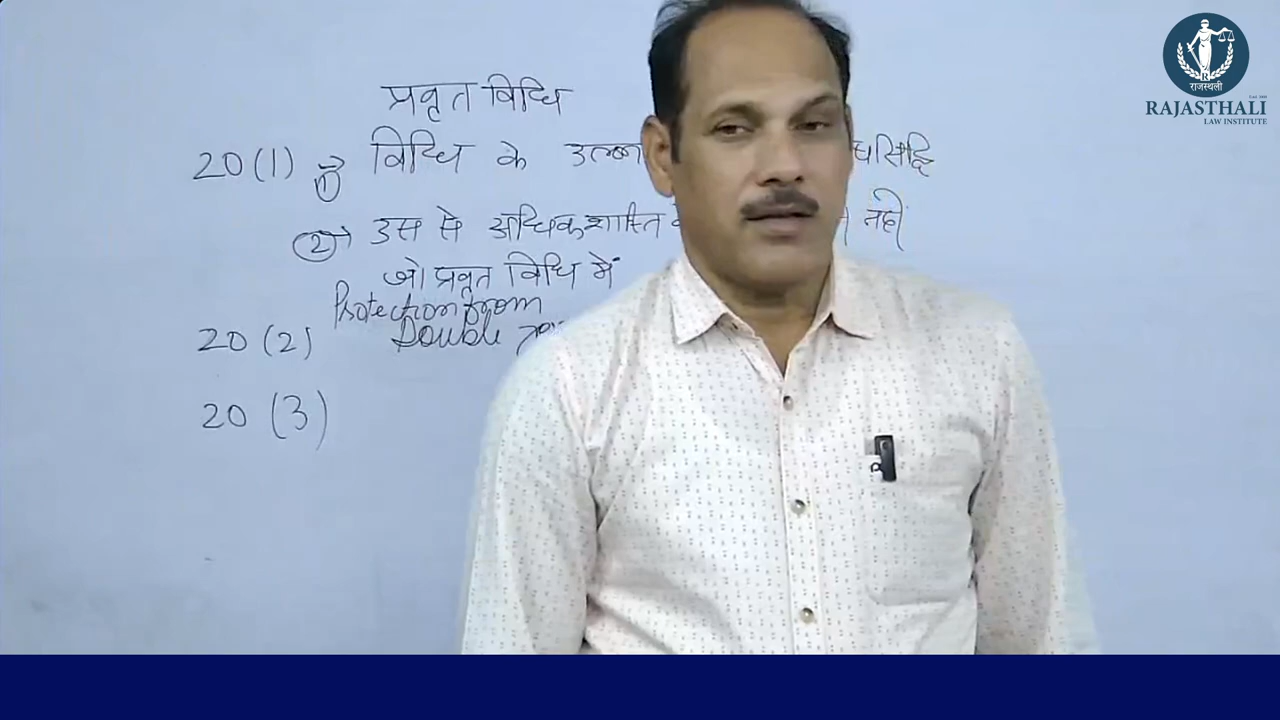 प्रवृत विधि
20 (1) ① विधि के
② उस से अधिक शास्ति नहीं
जो प्रवृत विधि में
Protection from
20 (2) Double
20 (3)
राजस्थली
RAJASTHALI
LAW INSTITUTE